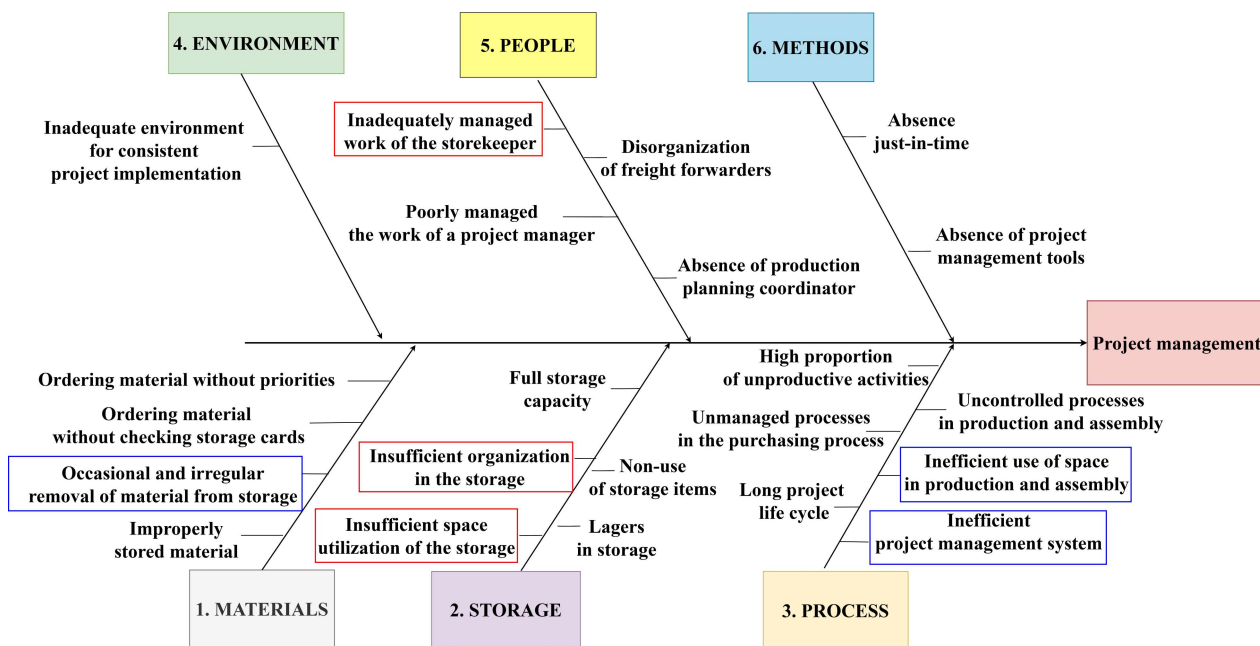 4. ENVIRONMENT
5. PEOPLE
6. METHODS
Inadequate environment
for consistent
project implementation
Inadequately managed
work of the storekeeper
Disorganization
of freight forwarders
Poorly managed
the work of a project manager
Absence of production
planning coordinator
Absence
just-in-time
Absence of project
management tools
Project management
Ordering material without priorities
Ordering material
without checking storage cards
Occasional and irregular
removal of material from storage
Improperly
stored material
Full storage
capacity
Insufficient organization
in the storage
Non-use
of storage items
Insufficient space
utilization of the storage
Lagers
in storage
High proportion
of unproductive activities
Uncontrolled processes
in production and assembly
Unmanaged processes
in the purchasing process
Inefficient use of space
in production and assembly
Long project
life cycle
Inefficient
project management system
1. MATERIALS
2. STORAGE
3. PROCESS